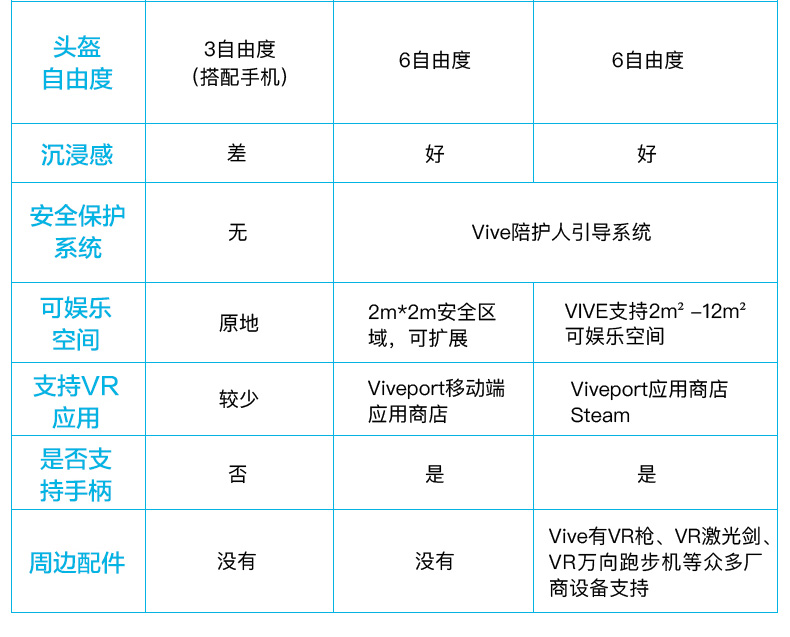 头盔
自由度
3自由度
（搭配手机）
6自由度
6自由度
沉浸感
差
好
好
安全保护
系统
无
Vive陪护人引导系统
可娱乐
空间
原地
2m*2m安全区
域，可扩展
VIVE支持2m² –12m²
可娱乐空间
支持VR
应用
较少
Viveport移动端
应用商店
Viveport应用商店
Steam
是否支
持手柄
否
是
是
周边配件
没有
没有
Vive有VR枪、VR激光剑、
VR万向跑步机等众多厂
商设备支持